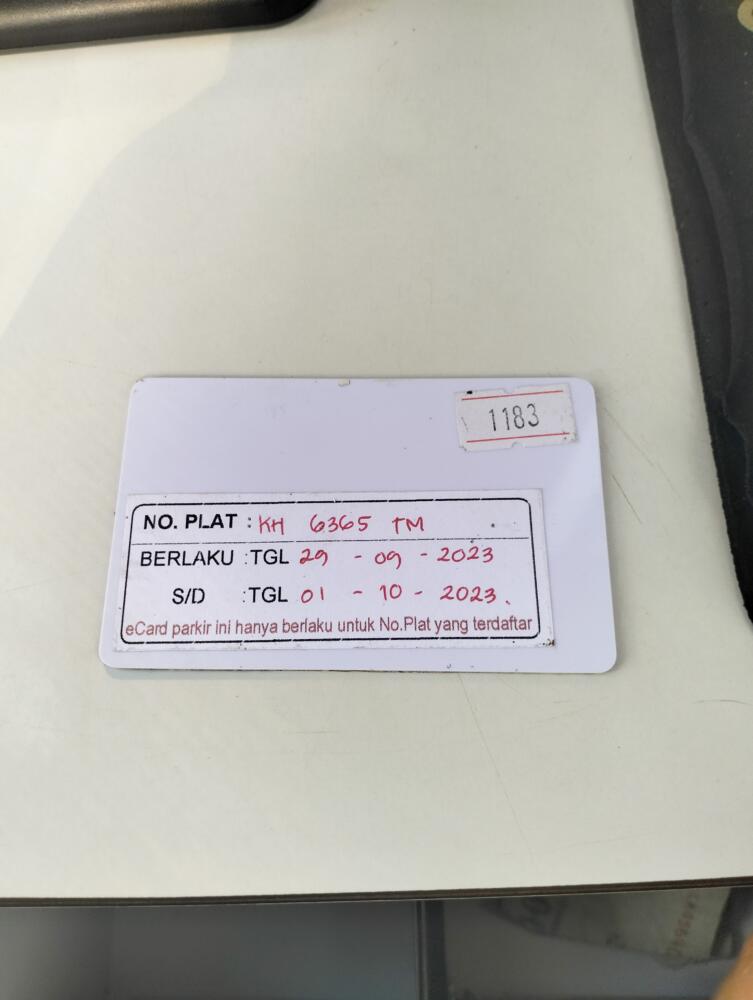 1183
NO. PLAT : KH 6365 TM
BERLAKU :TGL 29 - 09 - 2023
S/D :TGL 01 - 10 - 2023.
eCard parkir ini hanya berlaku untuk No.Plat yang terdaftar